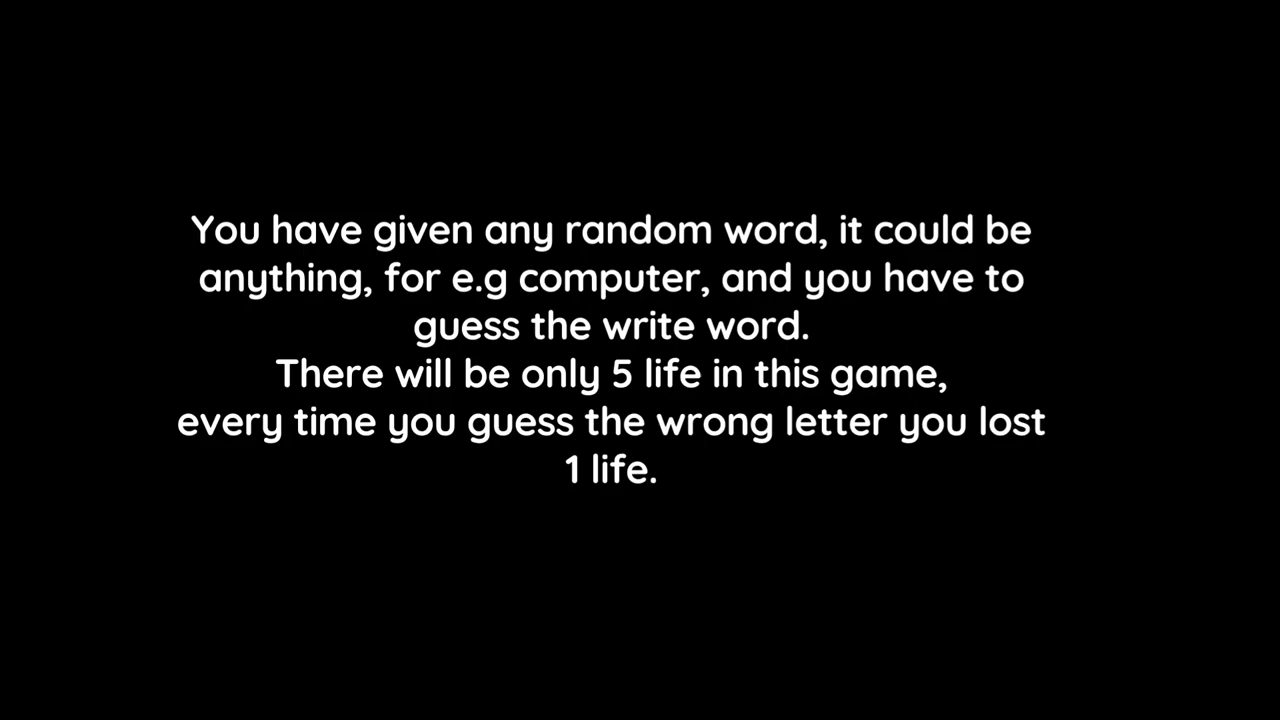 You have given any random word, it could be
anything, for e.g computer, and you have to
guess the write word.
There will be only 5 life in this game,
every time you guess the wrong letter you lost
1 life.